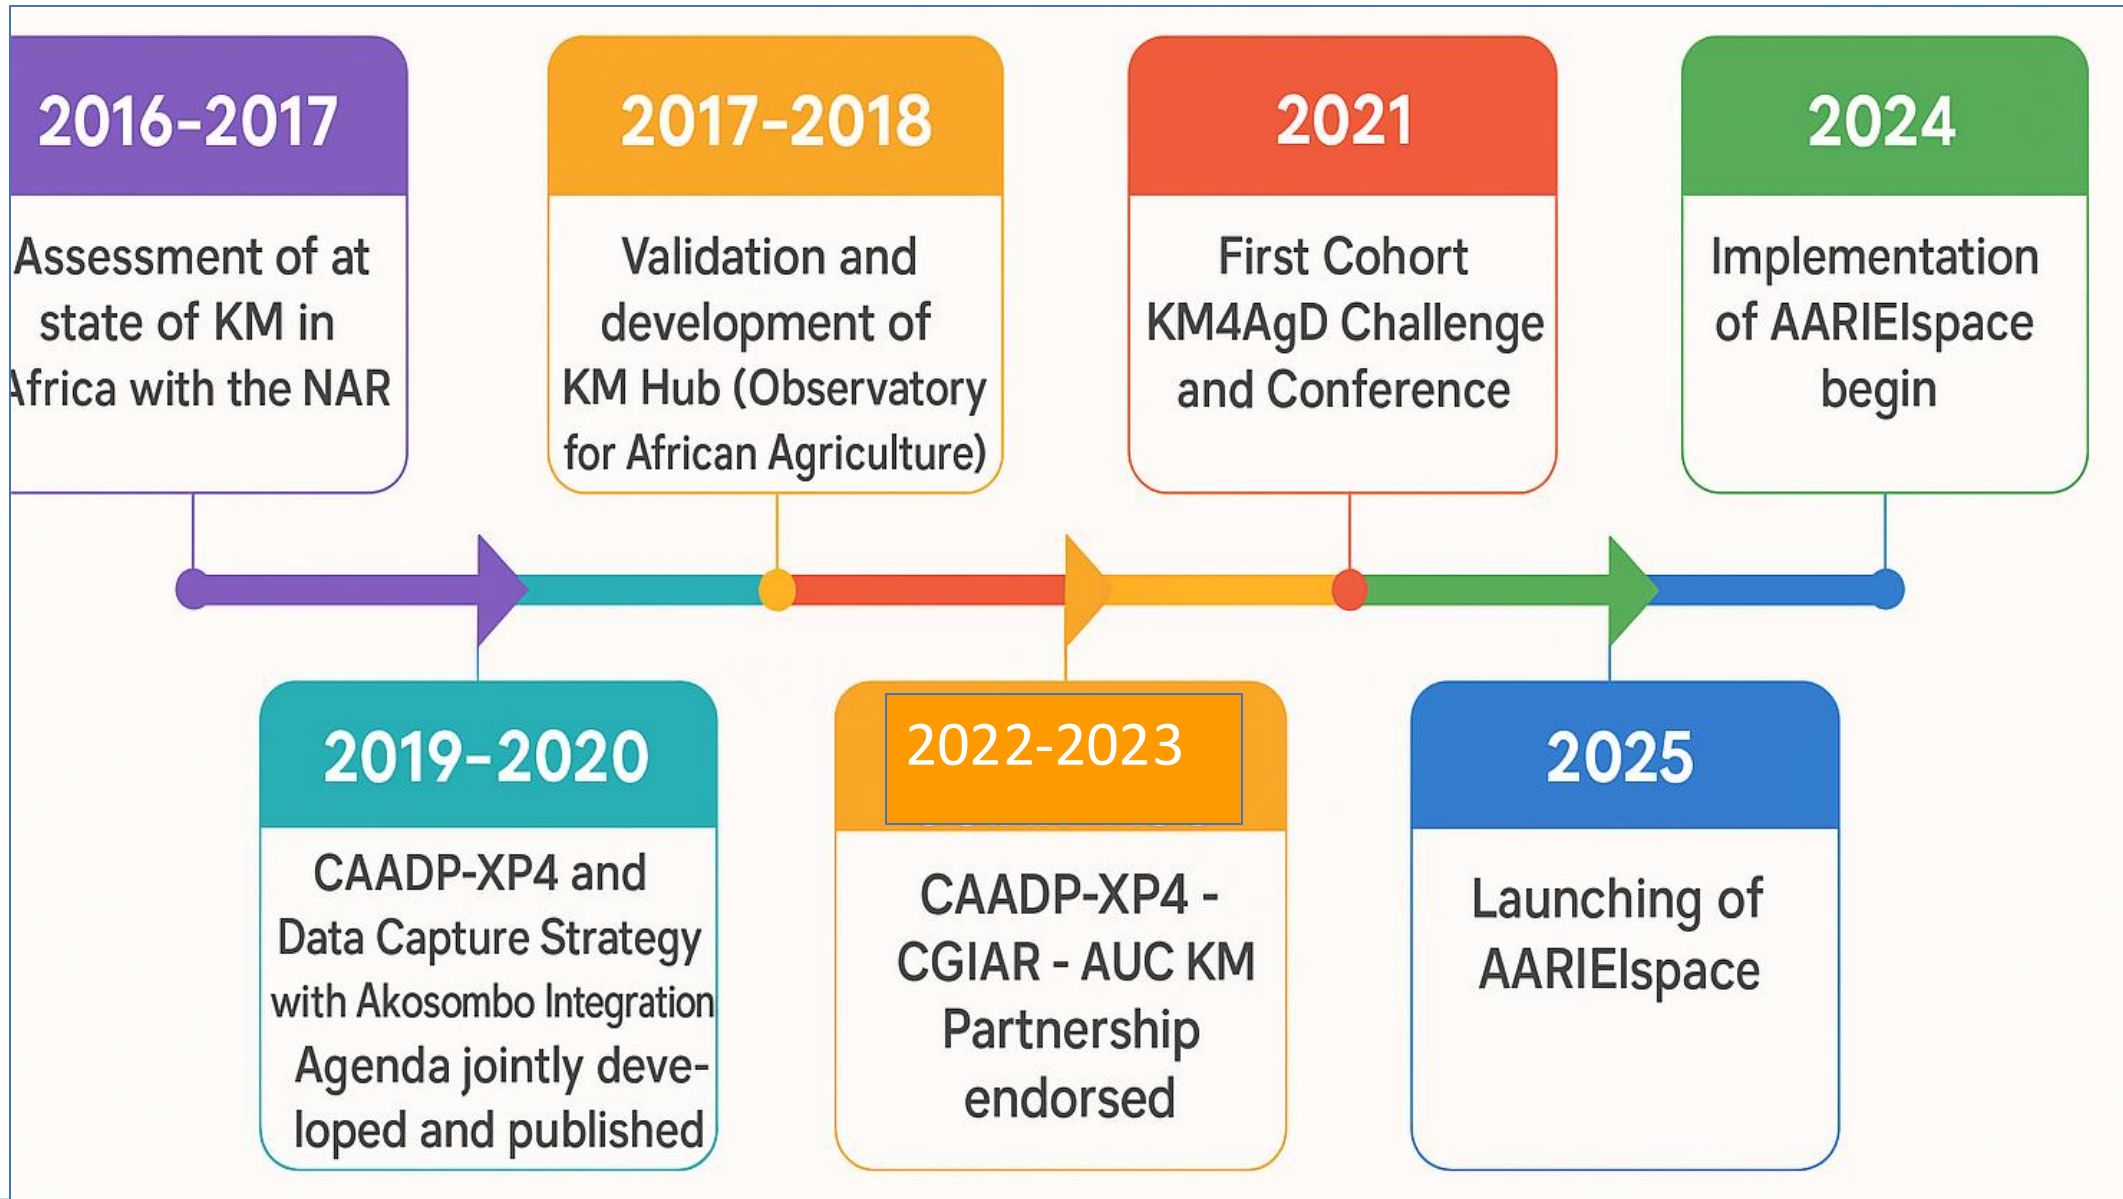 2016-2017
Assessment of at
state of KM in
Africa with the NAR
2017-2018
Validation and
development of
KM Hub (Observatory
for African Agriculture)
2021
First Cohort
KM4AgD Challenge
and Conference
2024
Implementation
of AARIEIspace
begin
2019-2020
CAADP-XP4 and
Data Capture Strategy
with Akosombo Integration
Agenda jointly deve-
loped and published
2022-2023
CAADP-XP4 -
CGIAR - AUC KM
Partnership
endorsed
2025
Launching of
AARIEIspace